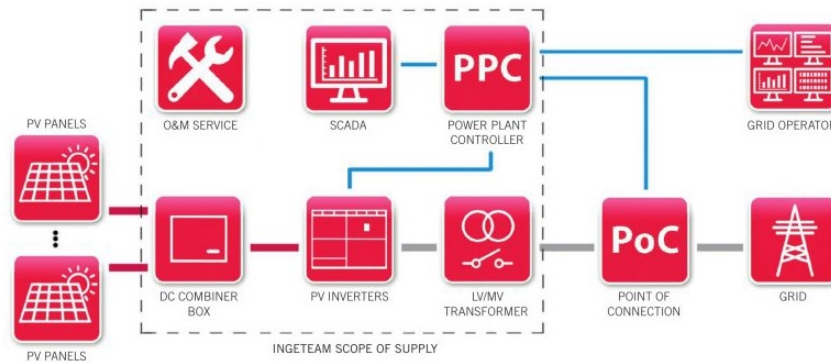 PPC
O&M SERVICE
SCADA
POWER PLANT
CONTROLLER
GRID OPERATOR
PV PANELS
PoC
DC COMBINER
BOX
PV INVERTERS
LV/MV
TRANSFORMER
POINT OF
CONNECTION
GRID
PV PANELS
INGETEAM SCOPE OF SUPPLY